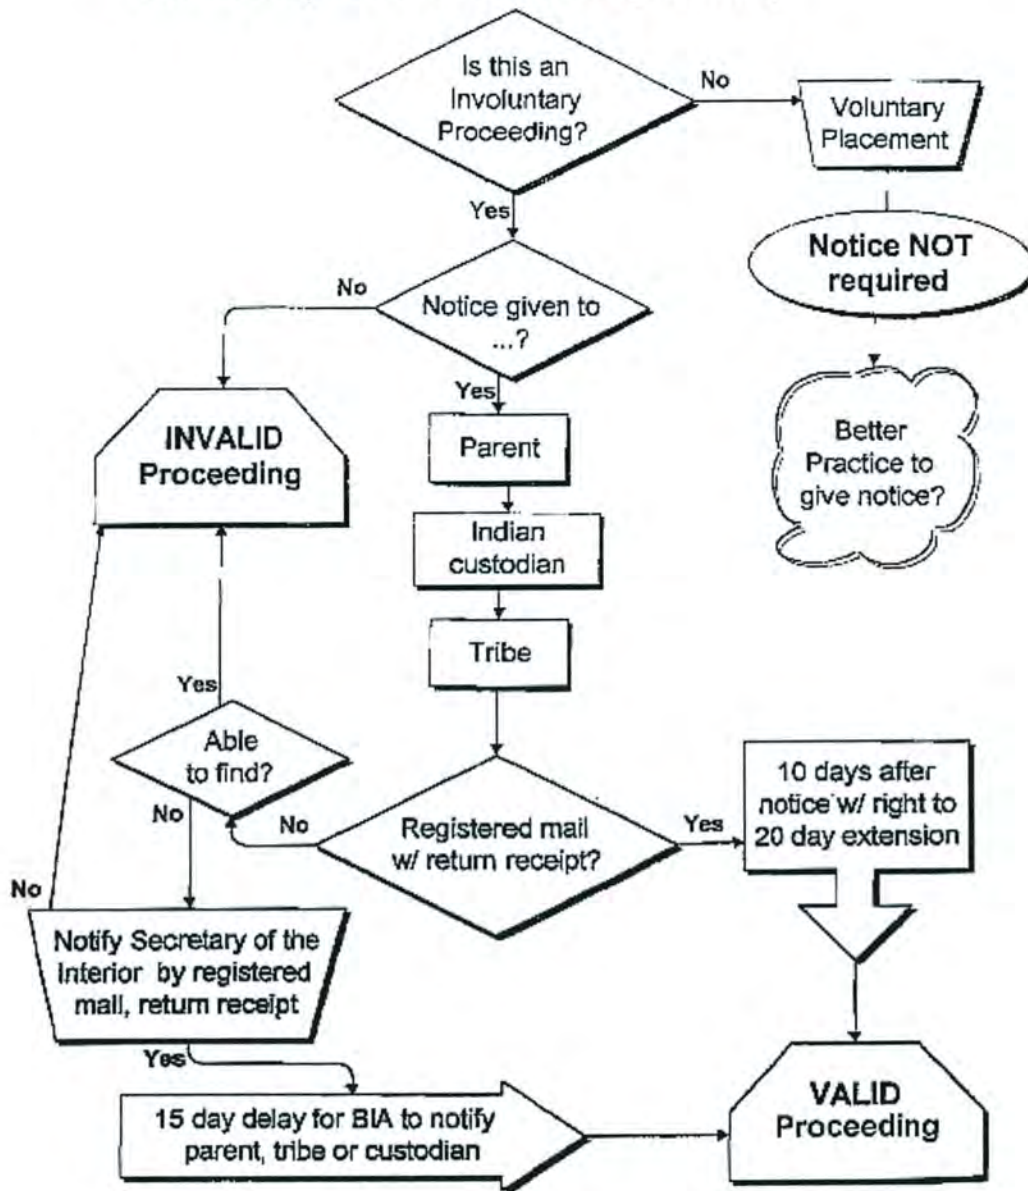 Is this an
Involuntary
Proceeding?
No
Voluntary
Placement
Yes
Notice NOT
required
No
Notice given to
...?
Yes
Better
Practice to
give notice?
INVALID
Proceeding
Parent
Indian
custodian
Tribe
Yes
Able
to find?
No
No
Registered mail
w/ return receipt?
Yes
10 days after
notice w/ right to
20 day extension
No
Notify Secretary of the
Interior by registered
mail, return receipt
Yes
15 day delay for BIA to notify
parent, tribe or custodian
VALID
Proceeding